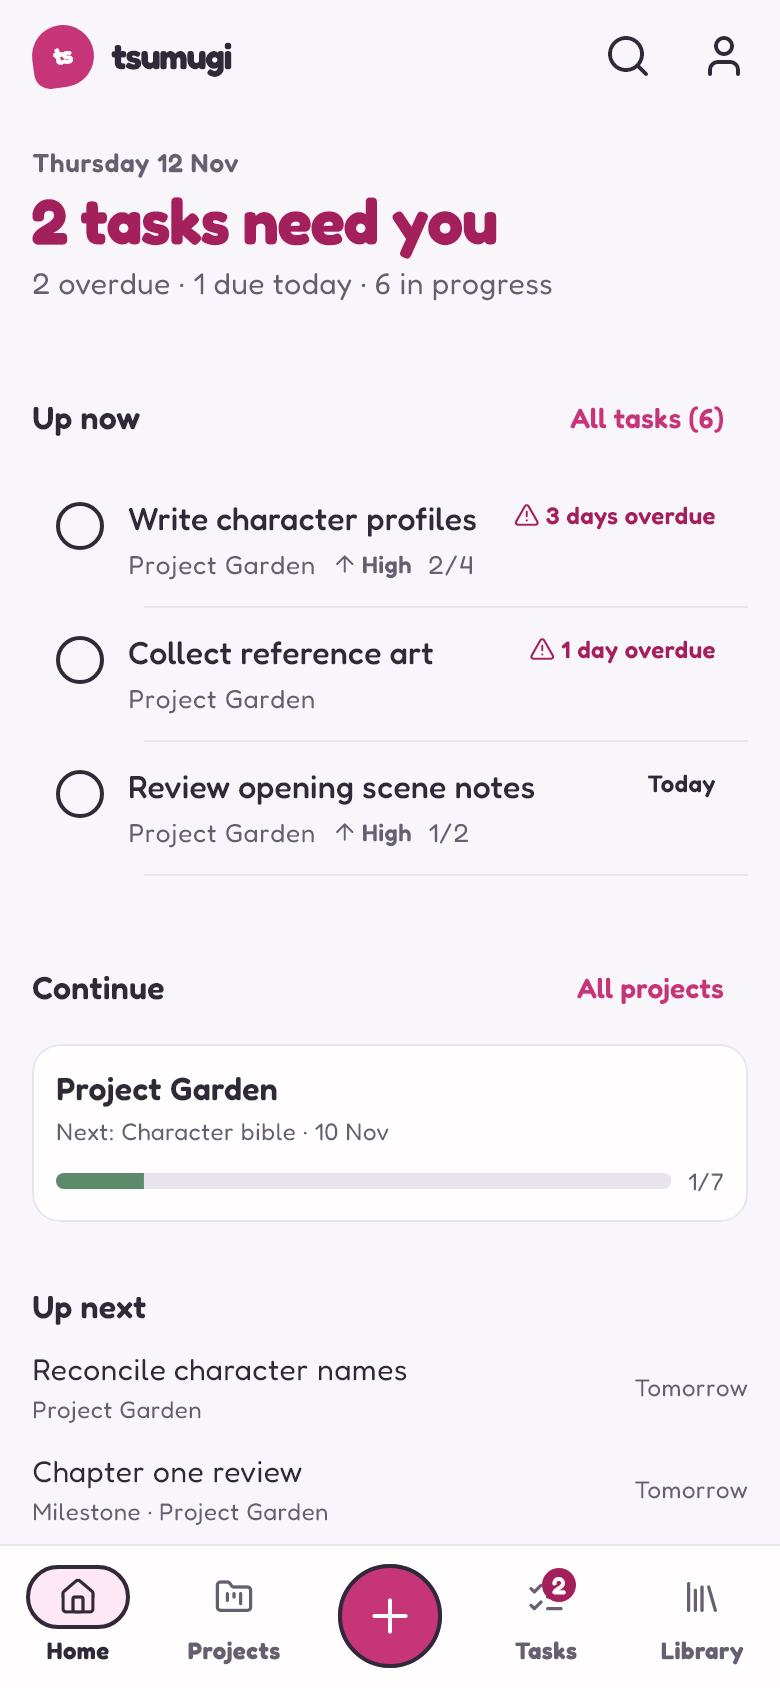 ts tsumugi
Thursday 12 Nov
2 tasks need you
2 overdue · 1 due today · 6 in progress
Up now All tasks (6)
Write character profiles 3 days overdue
Project Garden ↑ High 2/4
Collect reference art 1 day overdue
Project Garden
Review opening scene notes Today
Project Garden ↑ High 1/2
Continue All projects
Project Garden
Next: Character bible · 10 Nov
1/7
Up next
Reconcile character names
Project Garden
Tomorrow
Chapter one review
Milestone · Project Garden
Tomorrow
2
Home Projects Tasks Library